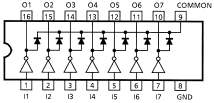 O1 O2 O3 O4 O5 O6 O7 COMMON
16 15 14 13 12 11 10 9
1 2 3 4 5 6 7 8
I1 I2 I3 I4 I5 I6 I7 GND